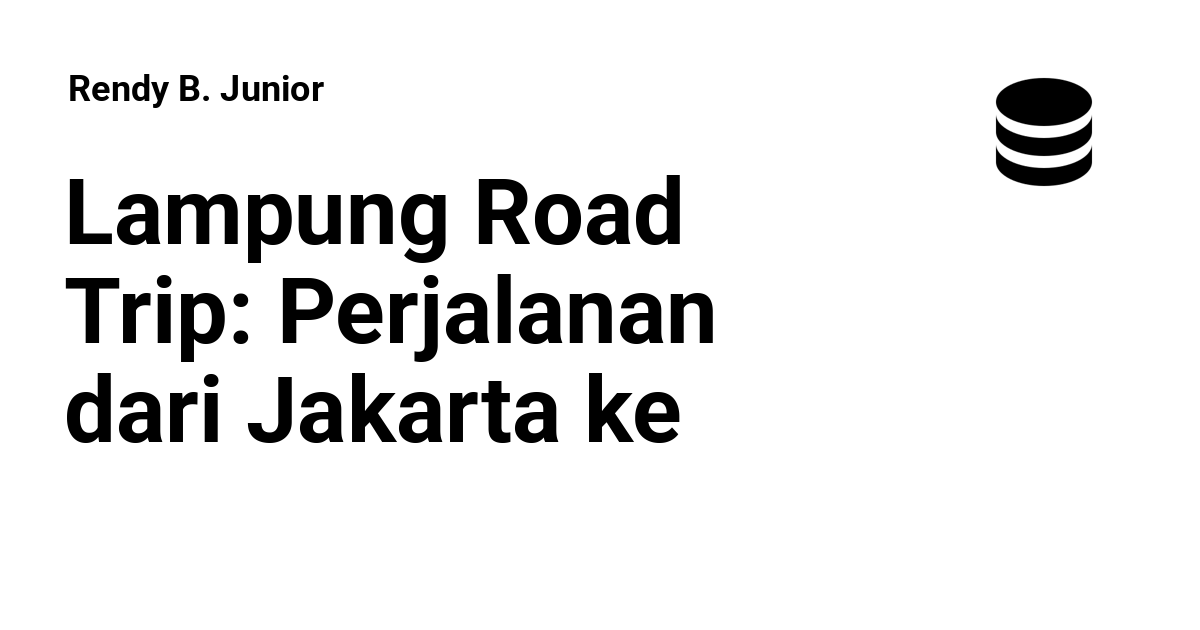 Rendy B. Junior
Lampung Road
Trip: Perjalanan
dari Jakarta ke